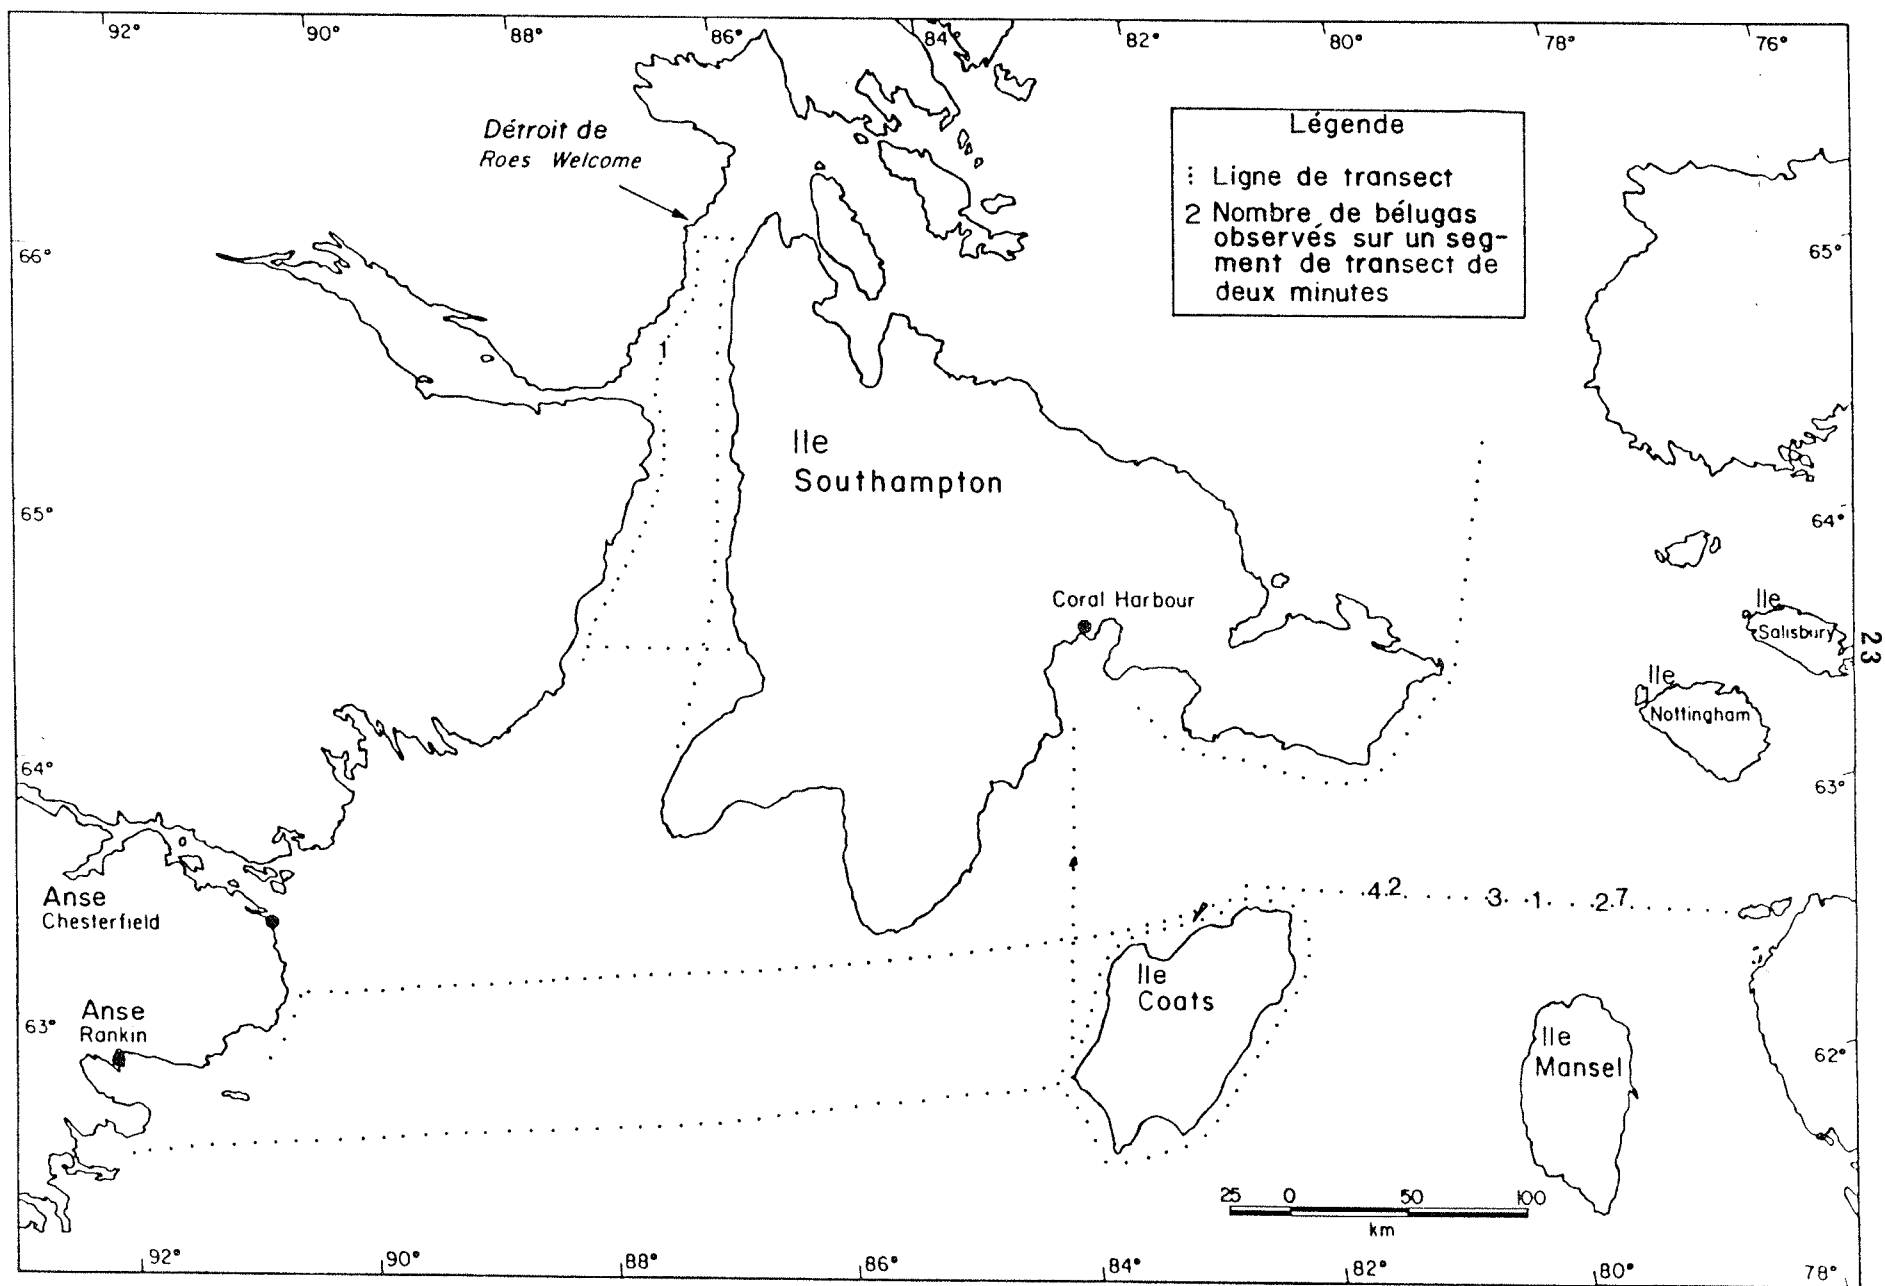 92°
90°
88°
86°
84°
82°
80°
78°
76°
Détroit de
Roes Welcome
Légende
Ligne de transect
2 Nombre de bélugas
observés sur un seg-
ment de transect de
deux minutes
66°
65°
1
Ile
Southampton
65°
64°
Coral Harbour
Ile
Salisbury
23
Ile
Nottingham
64°
63°
Anse
Chesterfield
4.2
3
1
2.7
Ile
Coats
Anse
Rankin
63°
62°
Ile
Mansel
25 0 50 100
km
92°
90°
88°
86°
84°
82°
80°
78°